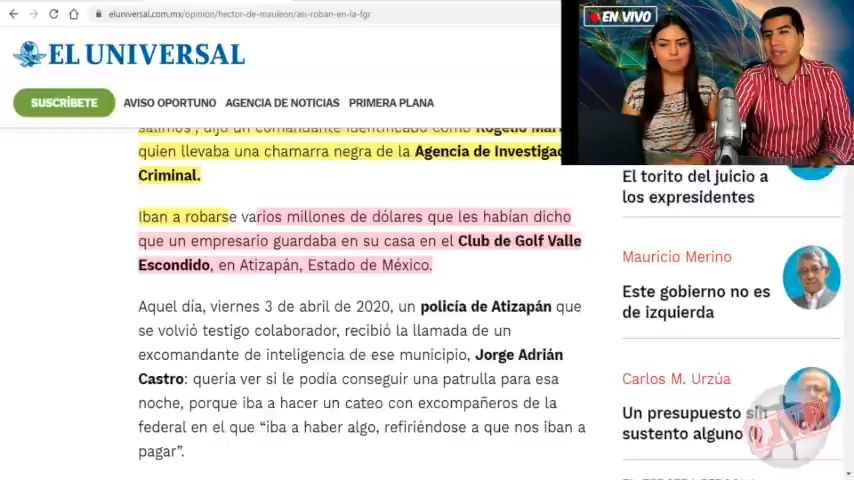 eluniversal.com.mx/opinion/hector-de-mauleon/asi-roban-en-la-fgr
EN VIVO
EL UNIVERSAL
SUSCRÍBETE AVISO OPORTUNO AGENCIA DE NOTICIAS PRIMERA PLANA
salimos", dijo un comandante identificado como Rogelio
quien llevaba una chamarra negra de la Agencia de
Criminal.
Iban a robarse varios millones de dólares que les habían dicho
que un empresario guardaba en su casa en el Club de Golf Valle
Escondido, en Atizapán, Estado de México.
Aquel día, viernes 3 de abril de 2020, un policía de Atizapán que
se volvió testigo colaborador, recibió la llamada de un
excomandante de inteligencia de ese municipio, Jorge Adrián
Castro: quería ver si le podía conseguir una patrulla para esa
noche, porque iba a hacer un cateo con excompañeros de la
federal en el que “iba a haber algo, refiriéndose a que nos iban a
pagar”.
El torito del juicio a
los expresidentes
Mauricio Merino
Este gobierno no es
de izquierda
Carlos M. Urzúa
Un presupuesto sin
sustento alguno (I)
LIVE